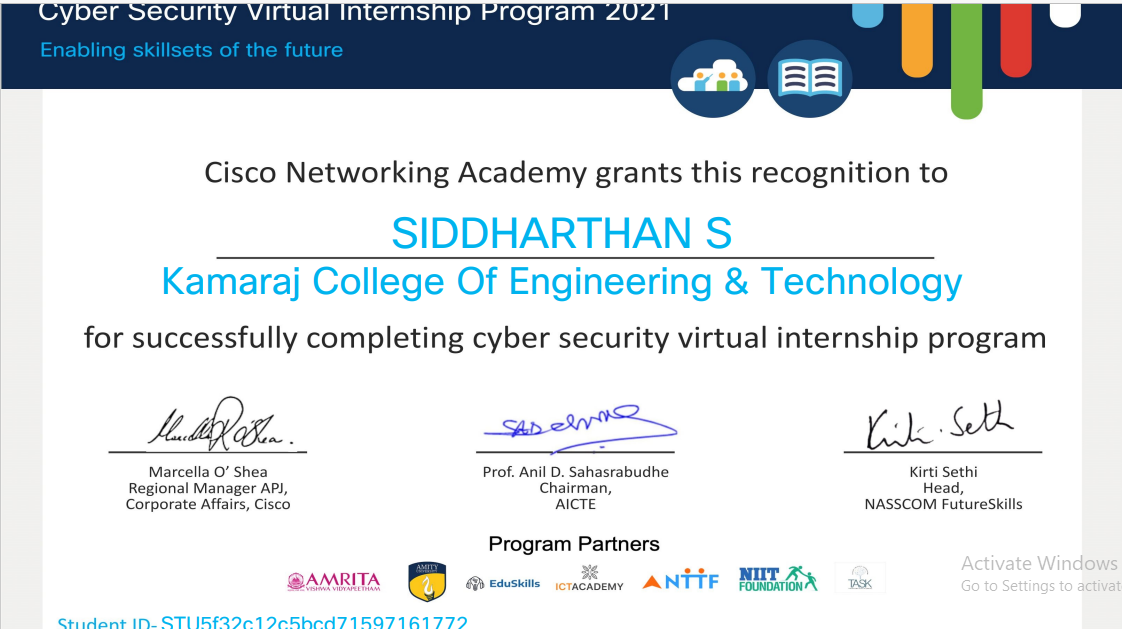 Cyber Security Virtual Internship Program 2021
Enabling skillsets of the future
Cisco Networking Academy grants this recognition to
SIDDHARTHAN S
Kamaraj College Of Engineering & Technology
for successfully completing cyber security virtual internship program
Marcella O' Shea
Regional Manager APJ,
Corporate Affairs, Cisco
Prof. Anil D. Sahasrabudhe
Chairman,
AICTE
Kirti Sethi
Head,
NASSCOM FutureSkills
Program Partners
AMRITA
VISHWA VIDYAPEETHAM
AMITY
EduSkills
ICTACADEMY
ANTTF
NIIT
FOUNDATION
TASK
Activate Windows
Go to Settings to activat
Student ID- STU5f32c12c5bcd71597161772